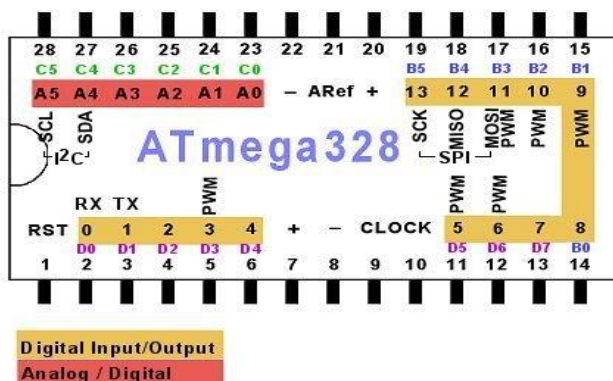 28 27 26 25 24 23 22 21 20 19 18 17 16 15
C5 C4 C3 C2 C1 C0 B5 B4 B3 B2 B1
A5 A4 A3 A2 A1 A0 − ARef + 13 12 11 10 9
SCL SDA SCK MISO MOSI PWM PWM PWM
I²C SPI
ATmega328
RX TX PWM PWM PWM
RST 0 1 2 3 4 + − CLOCK 5 6 7 8
D0 D1 D2 D3 D4 D5 D6 D7 B0
1 2 3 4 5 6 7 8 9 10 11 12 13 14
Digital Input/Output
Analog / Digital